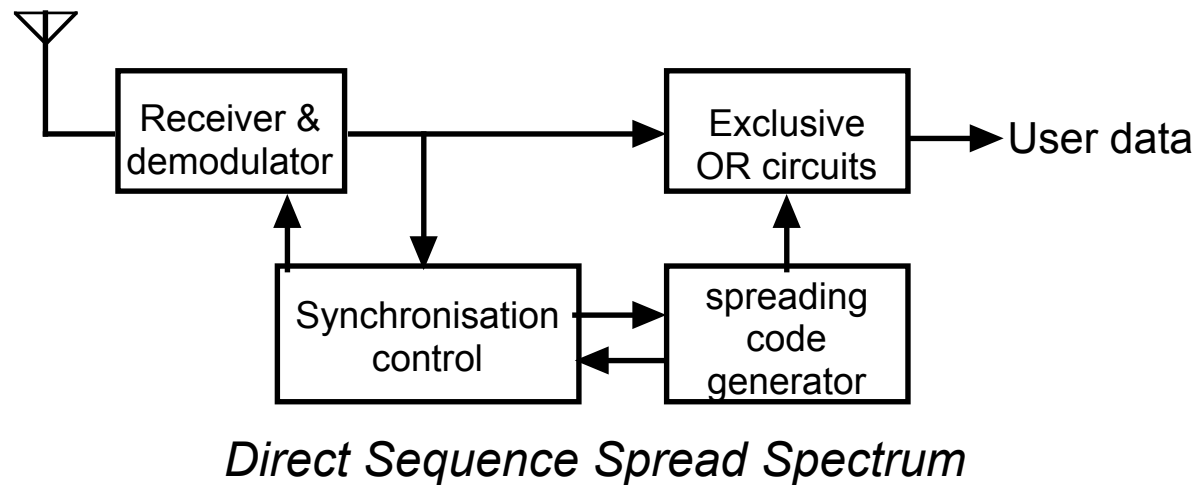 Receiver &
demodulator
Exclusive
OR circuits
User data
Synchronisation
control
spreading
code
generator
Direct Sequence Spread Spectrum